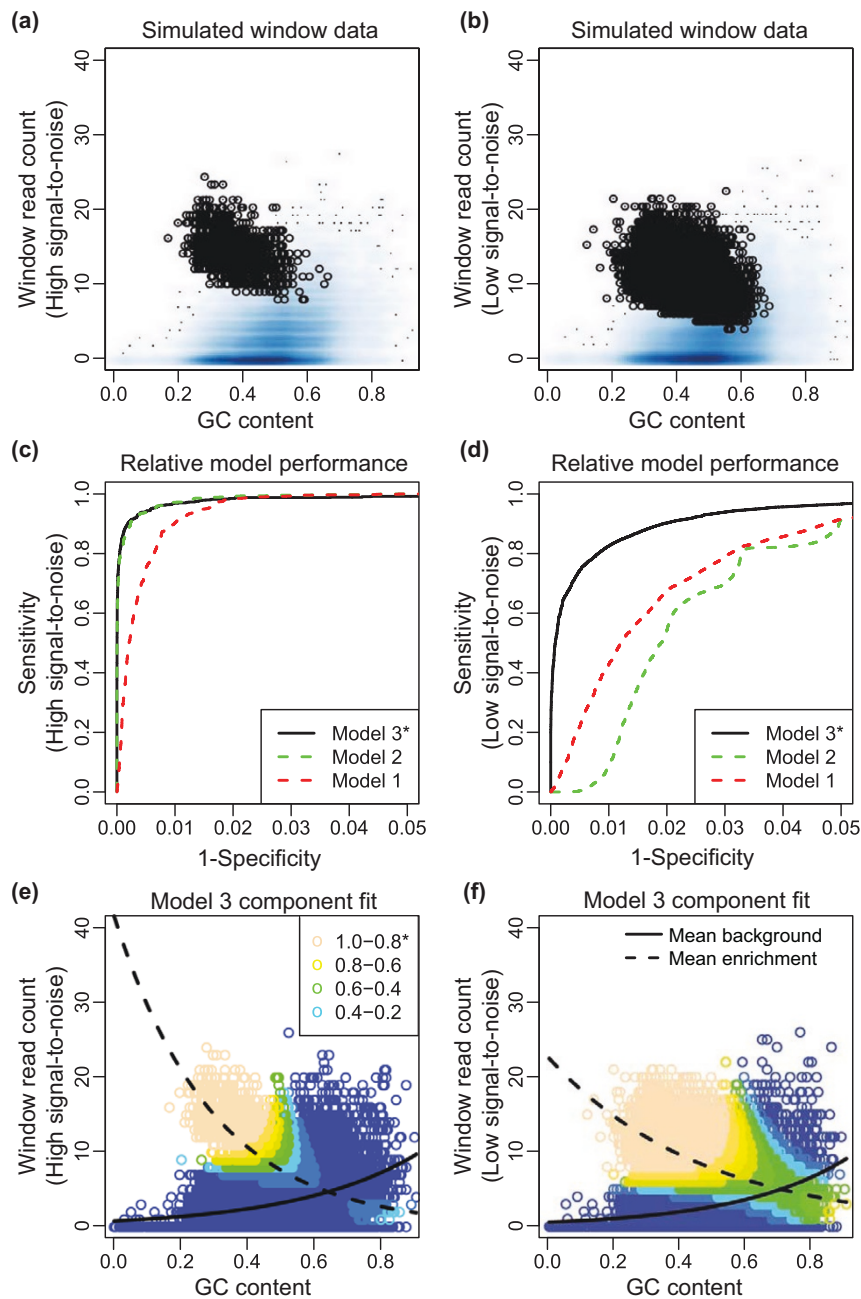 (a)
Simulated window data
Window read count
(High signal-to-noise)
0
10
20
30
40
0.0 0.2 0.4 0.6 0.8
GC content
(b)
Simulated window data
Window read count
(Low signal-to-noise)
0
10
20
30
40
0.0 0.2 0.4 0.6 0.8
GC content
(c)
Relative model performance
Sensitivity
(High signal-to-noise)
0.0 0.2 0.4 0.6 0.8 1.0
Model 3*
Model 2
Model 1
0.00 0.01 0.02 0.03 0.04 0.05
1-Specificity
(d)
Relative model performance
Sensitivity
(Low signal-to-noise)
0.0 0.2 0.4 0.6 0.8 1.0
Model 3*
Model 2
Model 1
0.00 0.01 0.02 0.03 0.04 0.05
1-Specificity
(e)
Model 3 component fit
Window read count
(High signal-to-noise)
0
10
20
30
40
1.0−0.8*
0.8−0.6
0.6−0.4
0.4−0.2
0.0 0.2 0.4 0.6 0.8
GC content
(f)
Model 3 component fit
Window read count
(Low signal-to-noise)
0
10
20
30
40
Mean background
Mean enrichment
0.0 0.2 0.4 0.6 0.8
GC content